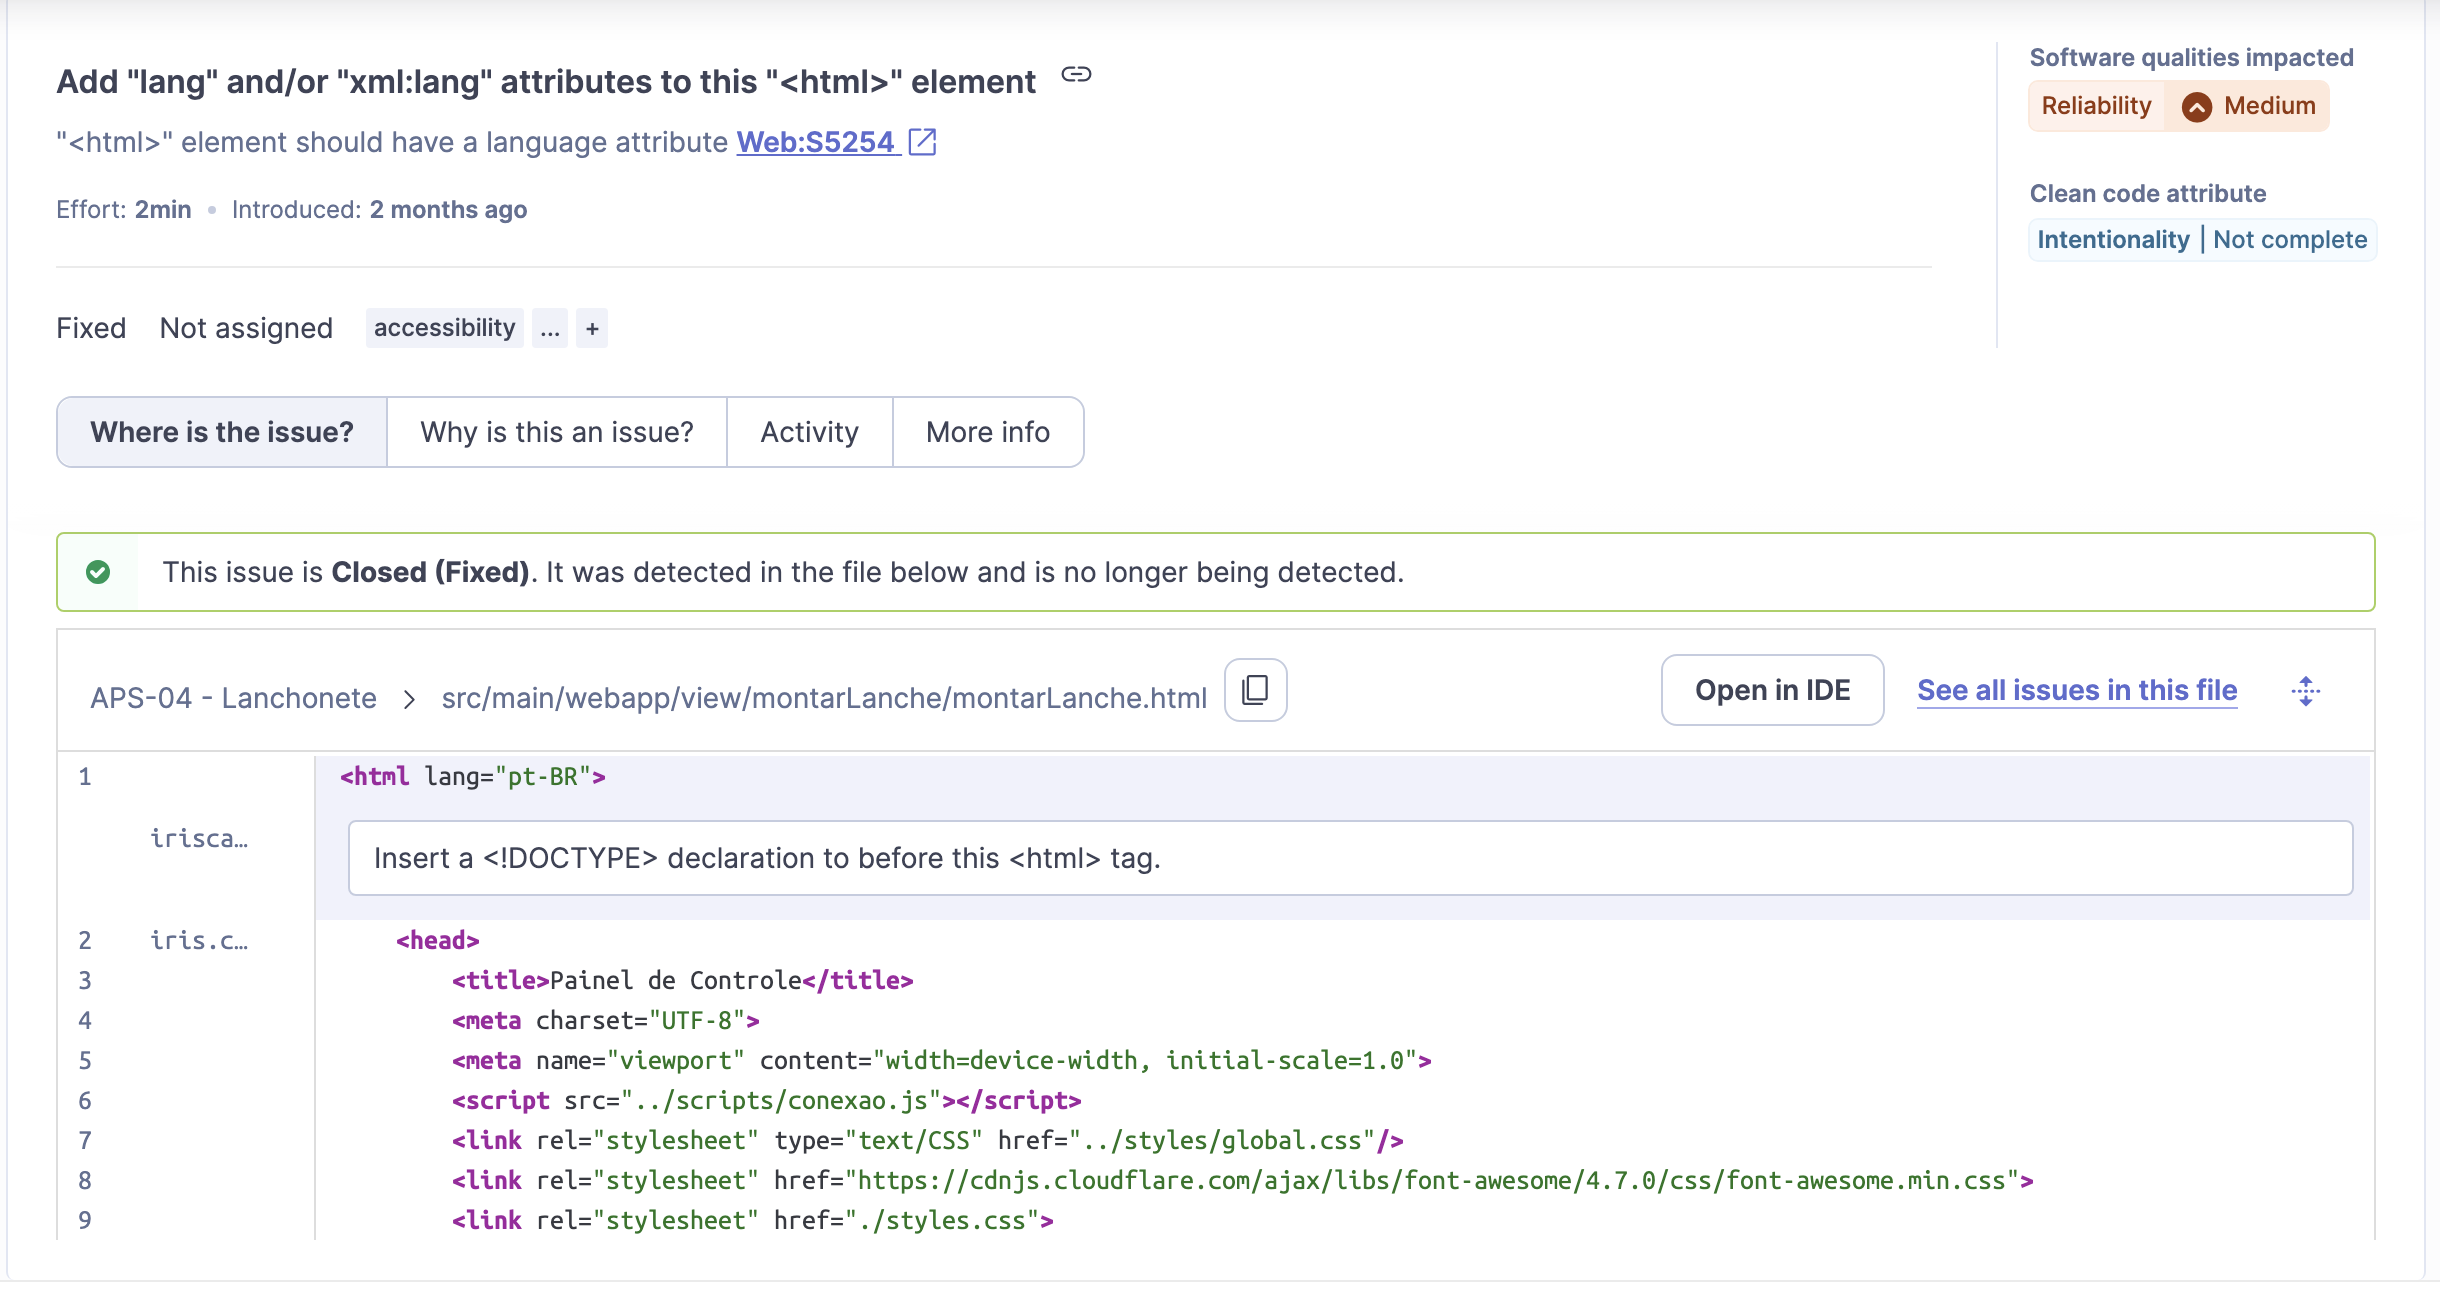 Add "lang" and/or "xml:lang" attributes to this "<html>" element
"<html>" element should have a language attribute Web:S5254
Effort: 2min • Introduced: 2 months ago
Software qualities impacted
Reliability Medium
Clean code attribute
Intentionality | Not complete
Fixed Not assigned accessibility ... +
Where is the issue? Why is this an issue? Activity More info
This issue is Closed (Fixed). It was detected in the file below and is no longer being detected.
APS-04 - Lanchonete > src/main/webapp/view/montarLanche/montarLanche.html Open in IDE See all issues in this file
1 <html lang="pt-BR">
irisca…
Insert a <!DOCTYPE> declaration to before this <html> tag.
2 iris.c… <head>
3 <title>Painel de Controle</title>
4 <meta charset="UTF-8">
5 <meta name="viewport" content="width=device-width, initial-scale=1.0">
6 <script src="../scripts/conexao.js"></script>
7 <link rel="stylesheet" type="text/CSS" href="../styles/global.css"/>
8 <link rel="stylesheet" href="https://cdnjs.cloudflare.com/ajax/libs/font-awesome/4.7.0/css/font-awesome.min.css">
9 <link rel="stylesheet" href="./styles.css">